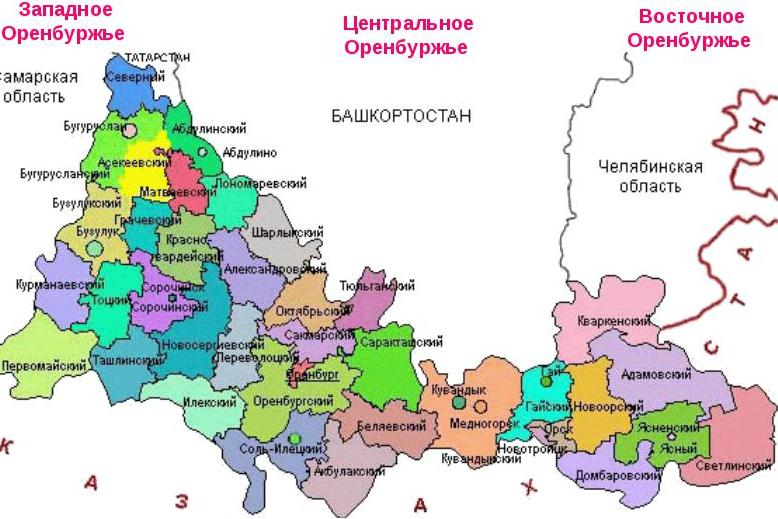 Западное
Оренбуржье
Центральное
Оренбуржье
Восточное
Оренбуржье
ТАТАРСТАН
Самарская
область
Северный
БАШКОРТОСТАН
Бугуруслан
Абдулинский
Абдулино
Асекеевский
Бугурусланский
Матвеевский
Пономаревский
Челябинская
область
Бузулукский
Грачевский
Бузулук
Красно
гвардейский
Шарлыкский
Александровский
Курманаевский
Тоцкий
Сорочинск
Сорочинский
Тюльганский
Октябрьский
Кваркенский
Первомайский
Ташлинский
Новосергиевский
Переволоцкий
Сакмарский
Саракташский
Оренбург
Адамовский
Гай
Кувандык
Илекский
Оренбургский
Гайский
Новоорский
Медногорск
Беляевский
Орск
Ясненский
Ясный
Соль-Илецкий
Акбулакский
Кувандыкский
Новотроицк
Домбаровский
Светлинский
К А З А Х С Т А Н